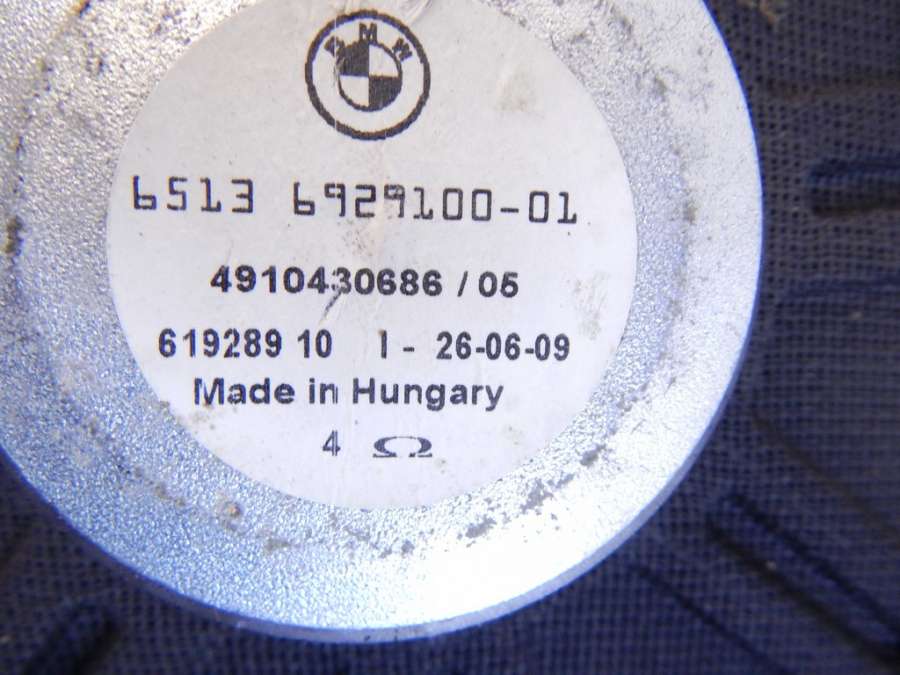 BMW
6513 6929100-01
4910430686 / 05
619289 10 I - 26-06-09
Made in Hungary
4 Ω